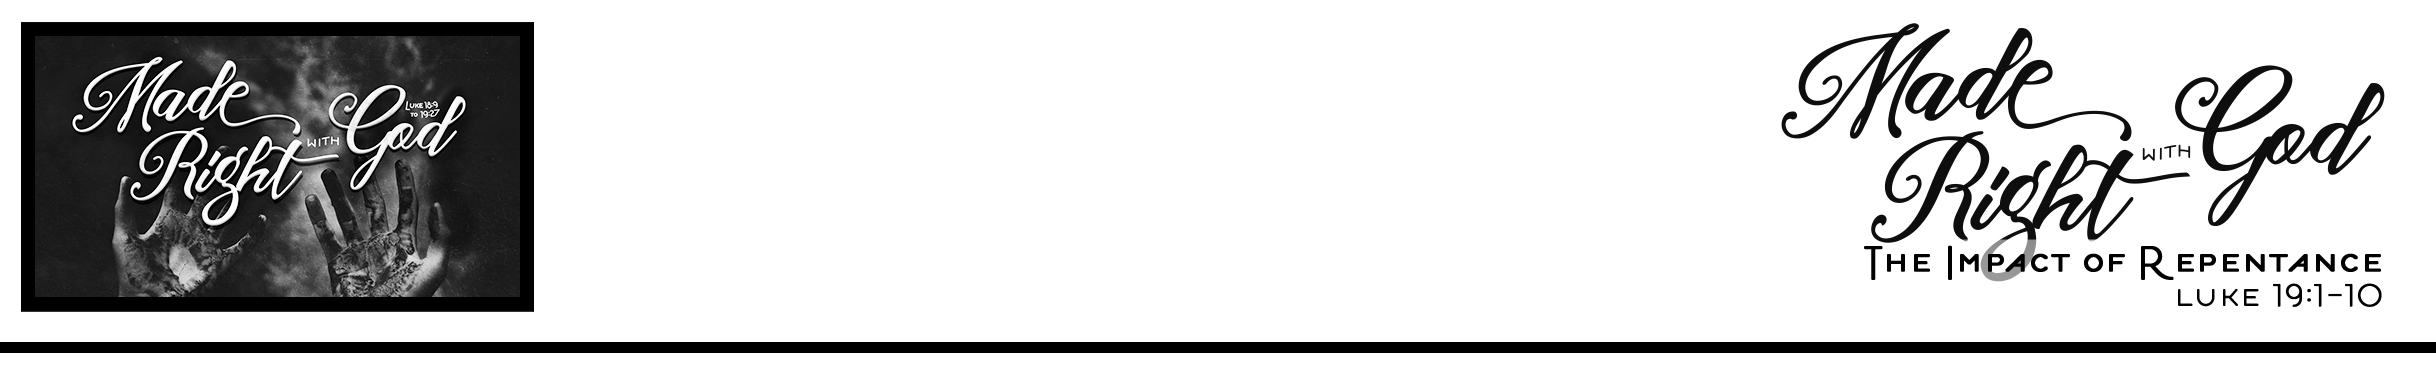 Made
Right with God
Luke 18:9
to 19:27
Made
Right with God
The Impact of Repentance
Luke 19:1-10